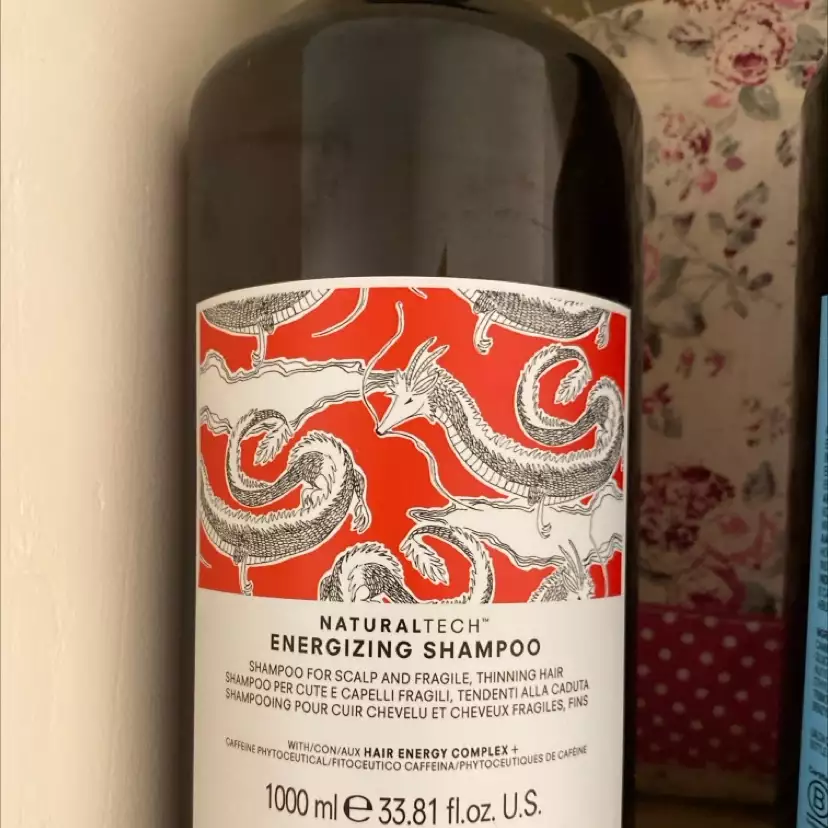 NATURALTECH™
ENERGIZING SHAMPOO
SHAMPOO FOR SCALP AND FRAGILE, THINNING HAIR
SHAMPOO PER CUTE E CAPELLI FRAGILI, TENDENTI ALLA CADUTA
SHAMPOOING POUR CUIR CHEVELU ET CHEVEUX FRAGILES, FINS
WITH/CON/AUX HAIR ENERGY COMPLEX +
CAFFEINE PHYTOCEUTICAL/FITOCEUTICO CAFFEINA/PHYTOCEUTIQUES DE CAFÉINE
1000 ml ℮ 33.81 fl.oz. U.S.